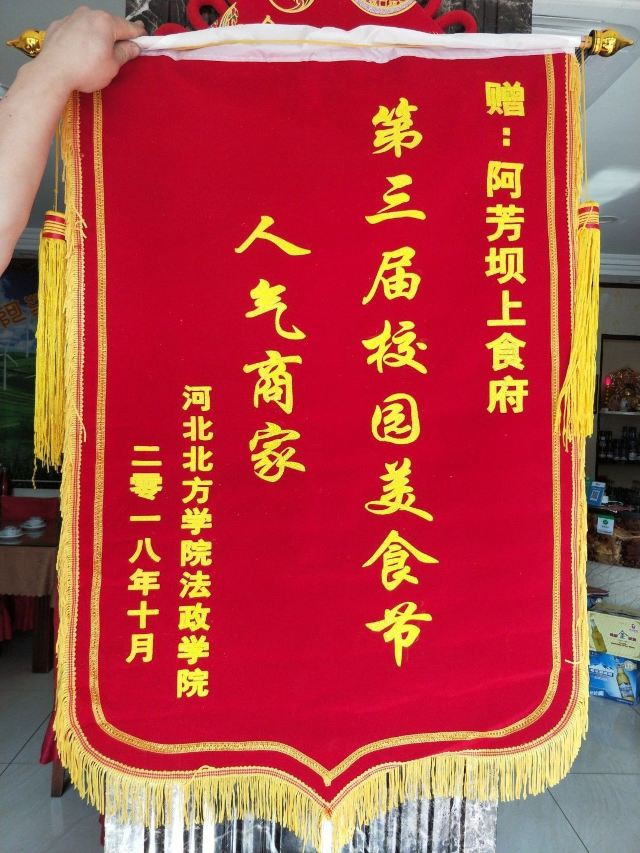 赠：阿芳坝上食府
第三届校园美食节
人气商家
河北北方学院法政学院
二零一八年十月